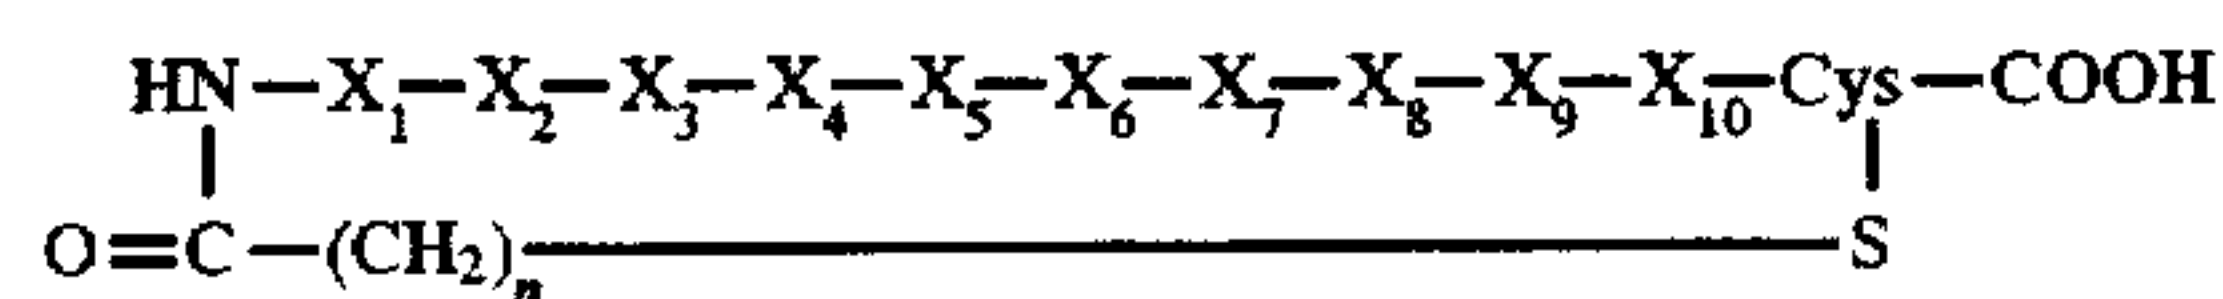 HN—X₁—X₂—X₃—X₄—X₅—X₆—X₇—X₈—X₉—X₁₀—Cys—COOH
O=C—(CH₂)ₙ—S